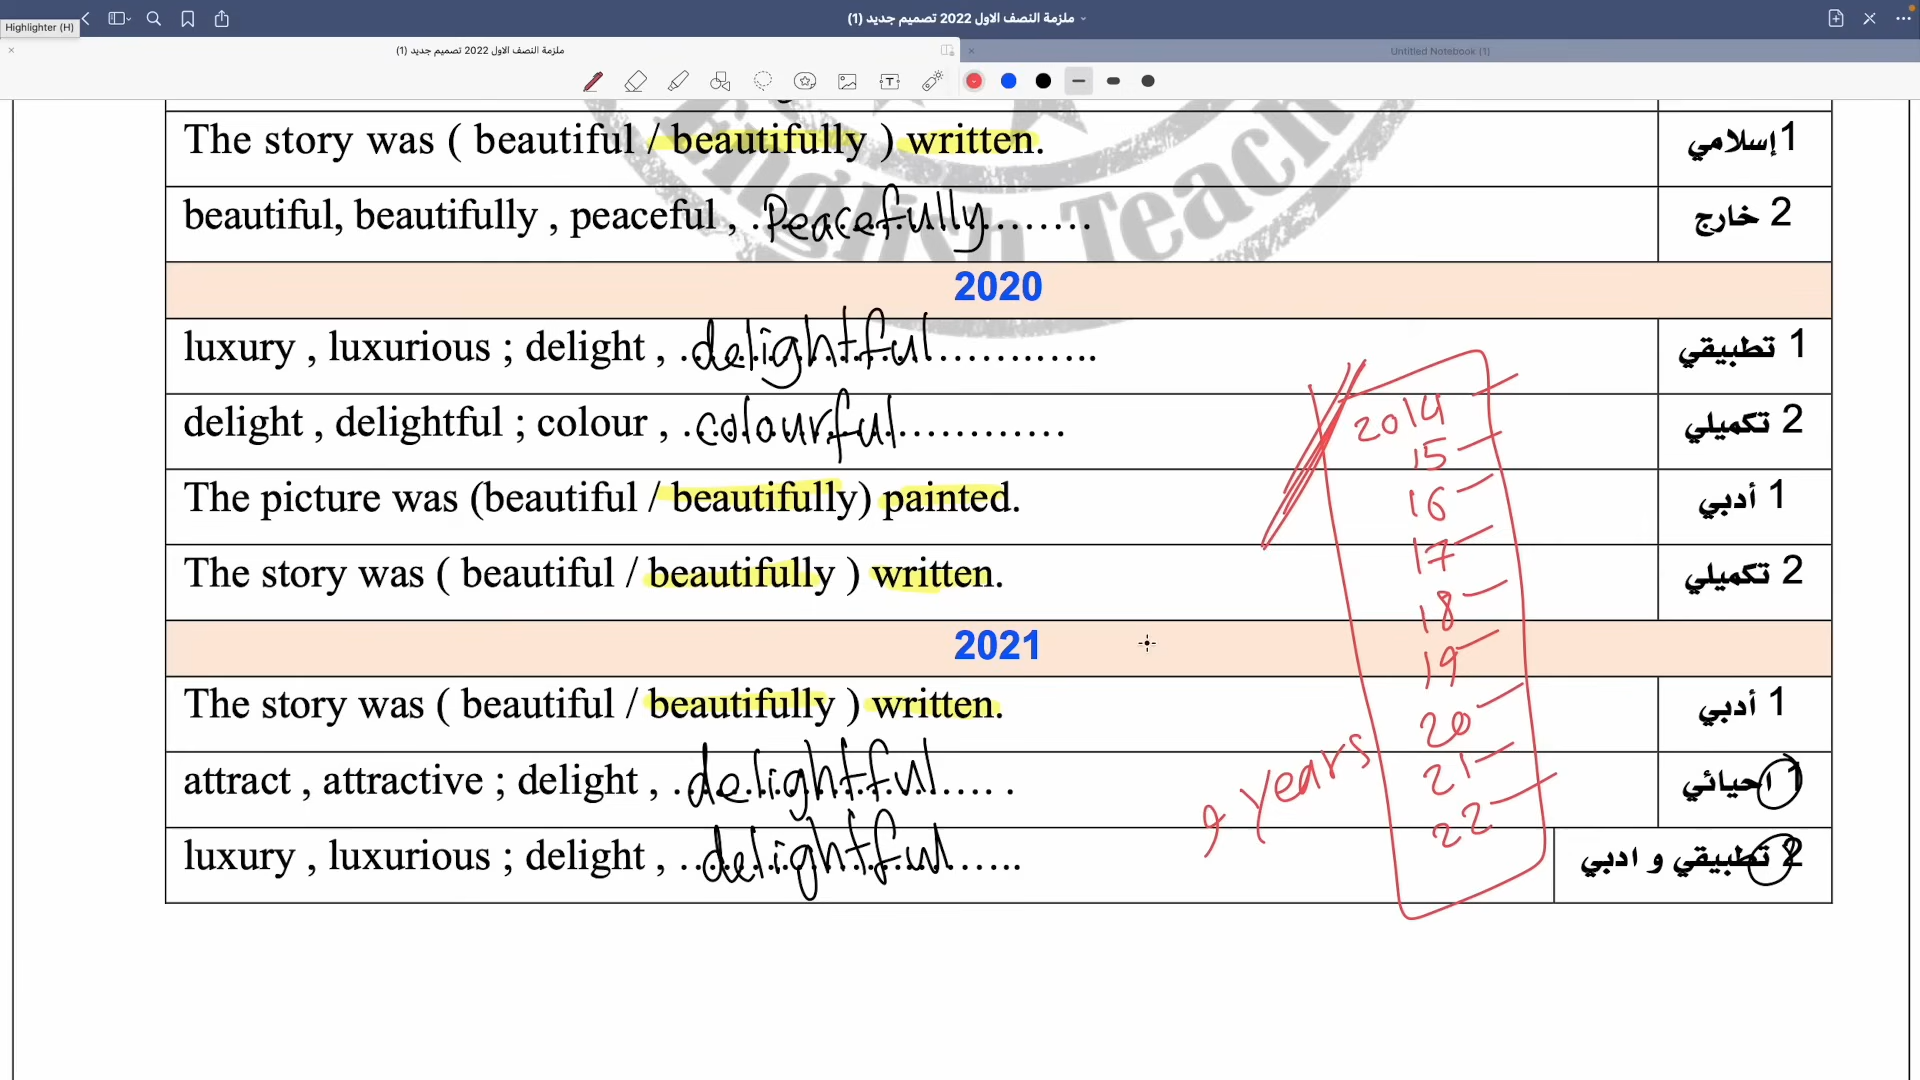 ملزمة النصف الاول 2022 تصميم جديد (1)
Highlighter (H)
ملزمة النصف الاول 2022 تصميم جديد (1)
Untitled Notebook (1)
English Teach
The story was ( beautiful / beautifully ) written.
1 إسلامي
beautiful, beautifully , peaceful , .Peacefully........
2 خارج
2020
luxury , luxurious ; delight , .delightful............
1 تطبيقي
delight , delightful ; colour , .colourful............
2 تكميلي
The picture was (beautiful / beautifully) painted.
1 أدبي
The story was ( beautiful / beautifully ) written.
2 تكميلي
2021
The story was ( beautiful / beautifully ) written.
1 أدبي
attract , attractive ; delight , .delightful.... .
1 احيائي
luxury , luxurious ; delight , ..delightful......
2 تطبيقي و ادبي
2014
15
16
17
18
19
20
21
22
years